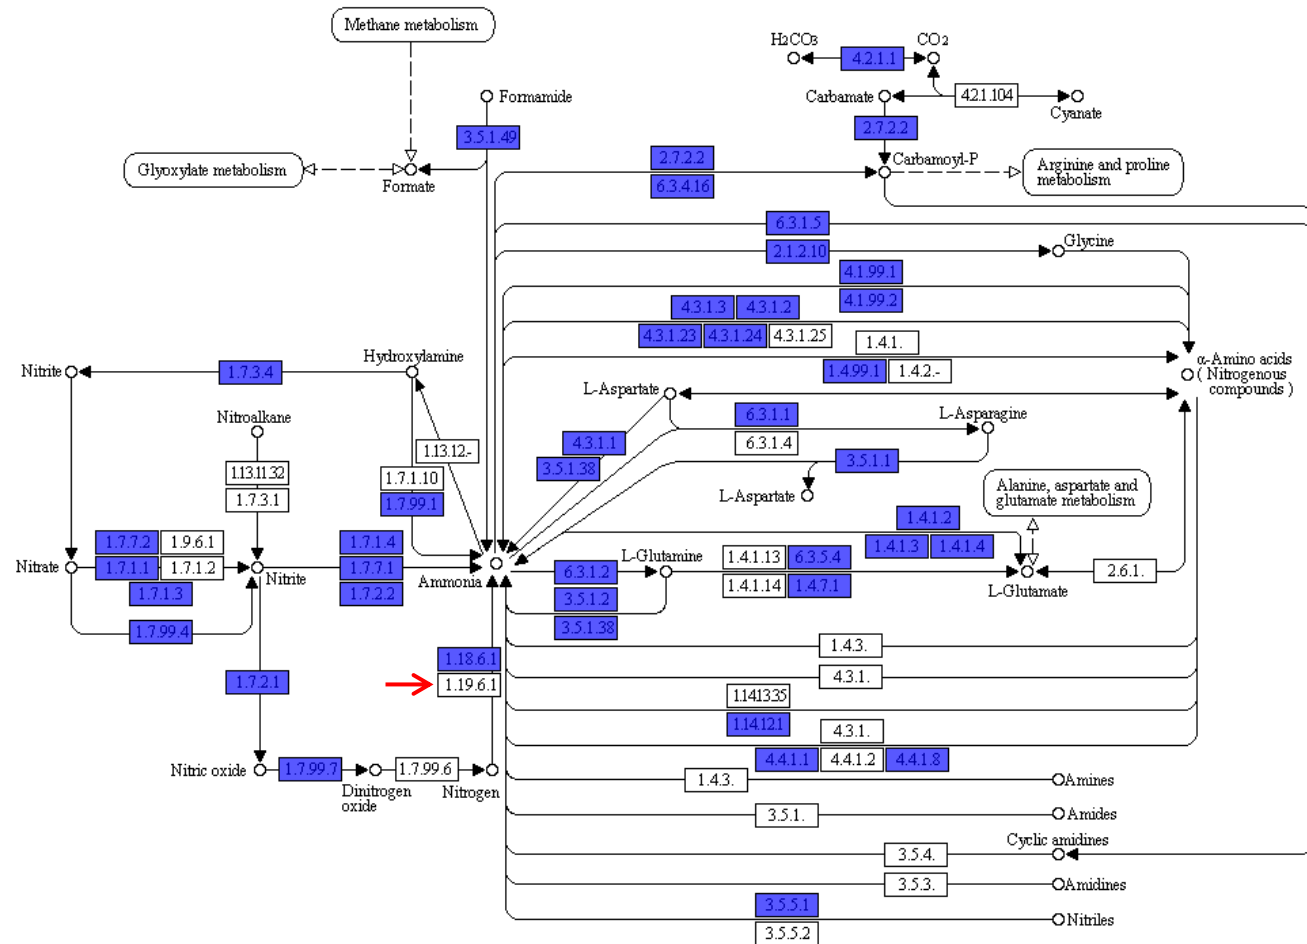 Methane metabolism
H2CO3
CO2
4.2.1.1
Formamide
Carbamate
4.2.1.104
Cyanate
3.5.1.49
2.7.2.2
Glyoxylate metabolism
Formate
2.7.2.2
6.3.4.16
Carbamoyl-P
Arginine and proline
metabolism
6.3.1.5
2.1.2.10
Glycine
4.1.99.1
4.1.99.2
4.3.1.3
4.3.1.2
4.3.1.23
4.3.1.24
4.3.1.25
1.4.1.
1.4.99.1
1.4.2.-
α-Amino acids
( Nitrogenous
compounds )
Nitrite
1.7.3.4
Hydroxylamine
L-Aspartate
Nitroalkane
6.3.1.1
6.3.1.4
L-Asparagine
4.3.1.1
3.5.1.38
3.5.1.1
L-Aspartate
1.13.12.-
1.13.11.32
1.7.3.1
1.7.1.10
1.7.99.1
Alanine, aspartate and
glutamate metabolism
1.4.1.2
1.4.1.3
1.4.1.4
1.7.7.2
1.9.6.1
1.7.1.1
1.7.1.2
1.7.1.3
1.7.99.4
Nitrate
Nitrite
1.7.1.4
1.7.7.1
1.7.2.2
Ammonia
L-Glutamine
6.3.1.2
3.5.1.2
3.5.1.38
1.4.1.13
6.3.5.4
1.4.1.14
1.4.7.1
L-Glutamate
2.6.1.
1.4.3.
1.18.6.1
1.19.6.1
4.3.1.
1.7.2.1
1.14.13.35
1.14.12.1
4.3.1.
4.4.1.1
4.4.1.2
4.4.1.8
Nitric oxide
1.7.99.7
Dinitrogen
oxide
1.7.99.6
Nitrogen
1.4.3.
Amines
3.5.1.
Amides
Cyclic amidines
3.5.4.
3.5.3.
Amidines
3.5.5.1
3.5.5.2
Nitriles